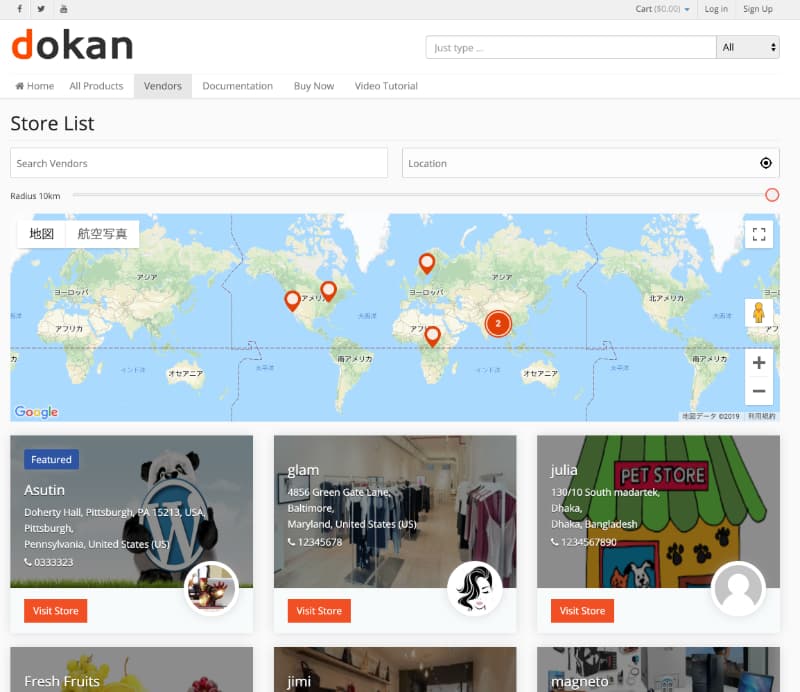 Cart ($0.00) Log in Sign Up
dokan
Just type ... All
Home All Products Vendors Documentation Buy Now Video Tutorial
Store List
Search Vendors Location
Radius 10km
地図 航空写真
アジア アジア
ヨーロッパ アメリカ ヨーロッパ 北アメリカ
大西洋 大西洋
アフリカ アフリカ
南アメリカ 南アメリカ
インド洋 太平洋 インド洋 太平洋
オセアニア オセアニア
2
Google
地図データ ©2019 利用規約
Featured
Asutin
Doherty Hall, Pittsburgh, PA 15213, USA,
Pittsburgh,
Pennsylvania, United States (US)
0333323
Visit Store
glam
4856 Green Gate Lane,
Baltimore,
Maryland, United States (US)
12345678
Visit Store
PET STORE
julia
130/10 South madartek,
Dhaka,
Dhaka, Bangladesh
1234567890
Visit Store
Fresh Fruits
jimi
magneto